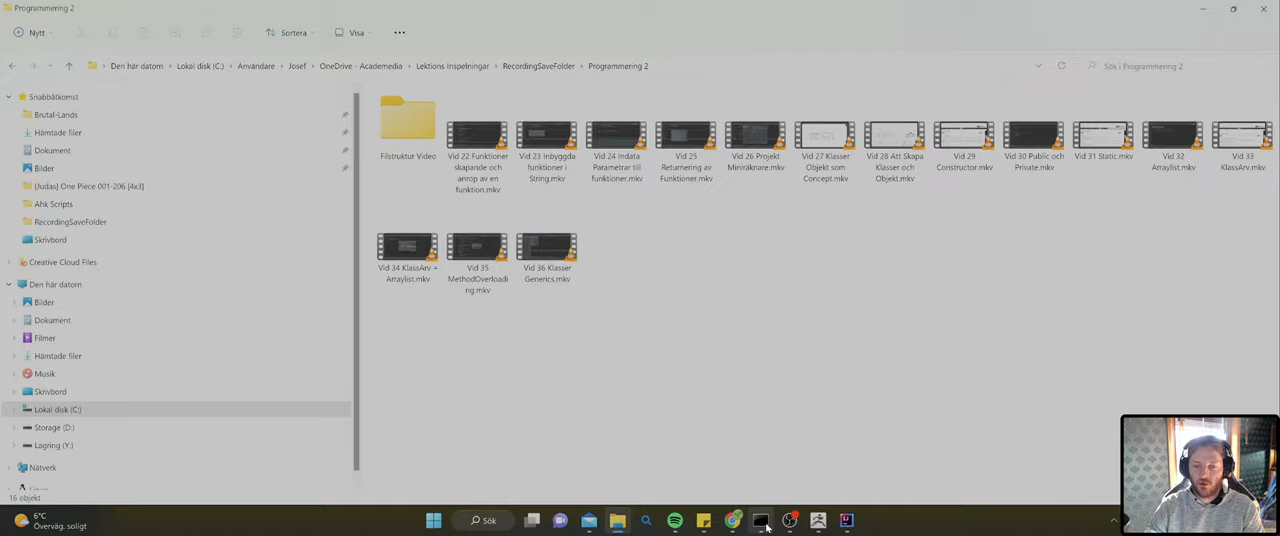 Programmering 2
Nytt
Sortera
Visa
Den här datorn
Lokal disk (C:)
Användare
Josef
OneDrive - Academedia
Lektions Inspelningar
RecordingSaveFolder
Programmering 2
Sök i Programmering 2
Snabbåtkomst
Brutal-Lands
Hämtade filer
Dokument
Bilder
[Judas] One Piece 001-206 [4x3]
Ahk Scripts
RecordingSaveFolder
Skrivbord
Creative Cloud Files
Den här datorn
Bilder
Dokument
Filmer
Hämtade filer
Musik
Skrivbord
Lokal disk (C:)
Storage (D:)
Lagring (Y:)
Nätverk
16 objekt
Filstruktur Video
Vid 22 Funktioner
skapande och
anrop av en
funktion.mkv
Vid 23 Inbyggda
funktioner i
String.mkv
Vid 24 Indata
Parametrar till
funktioner.mkv
Vid 25
Returnering av
Funktioner.mkv
Vid 26 Projekt
Miniräknare.mkv
Vid 27 Klasser
Objekt som
Concept.mkv
Vid 28 Att Skapa
Klasser och
Objekt.mkv
Vid 29
Constructor.mkv
Vid 30 Public och
Private.mkv
Vid 31 Static.mkv
Vid 32
Arraylist.mkv
Vid 33
KlassArv.mkv
Vid 34 KlassArv +
Arraylist.mkv
Vid 35
MethodOverloadi
ng.mkv
Vid 36 Klasser
Generics.mkv
6°C
Överväg. soligt
Sök